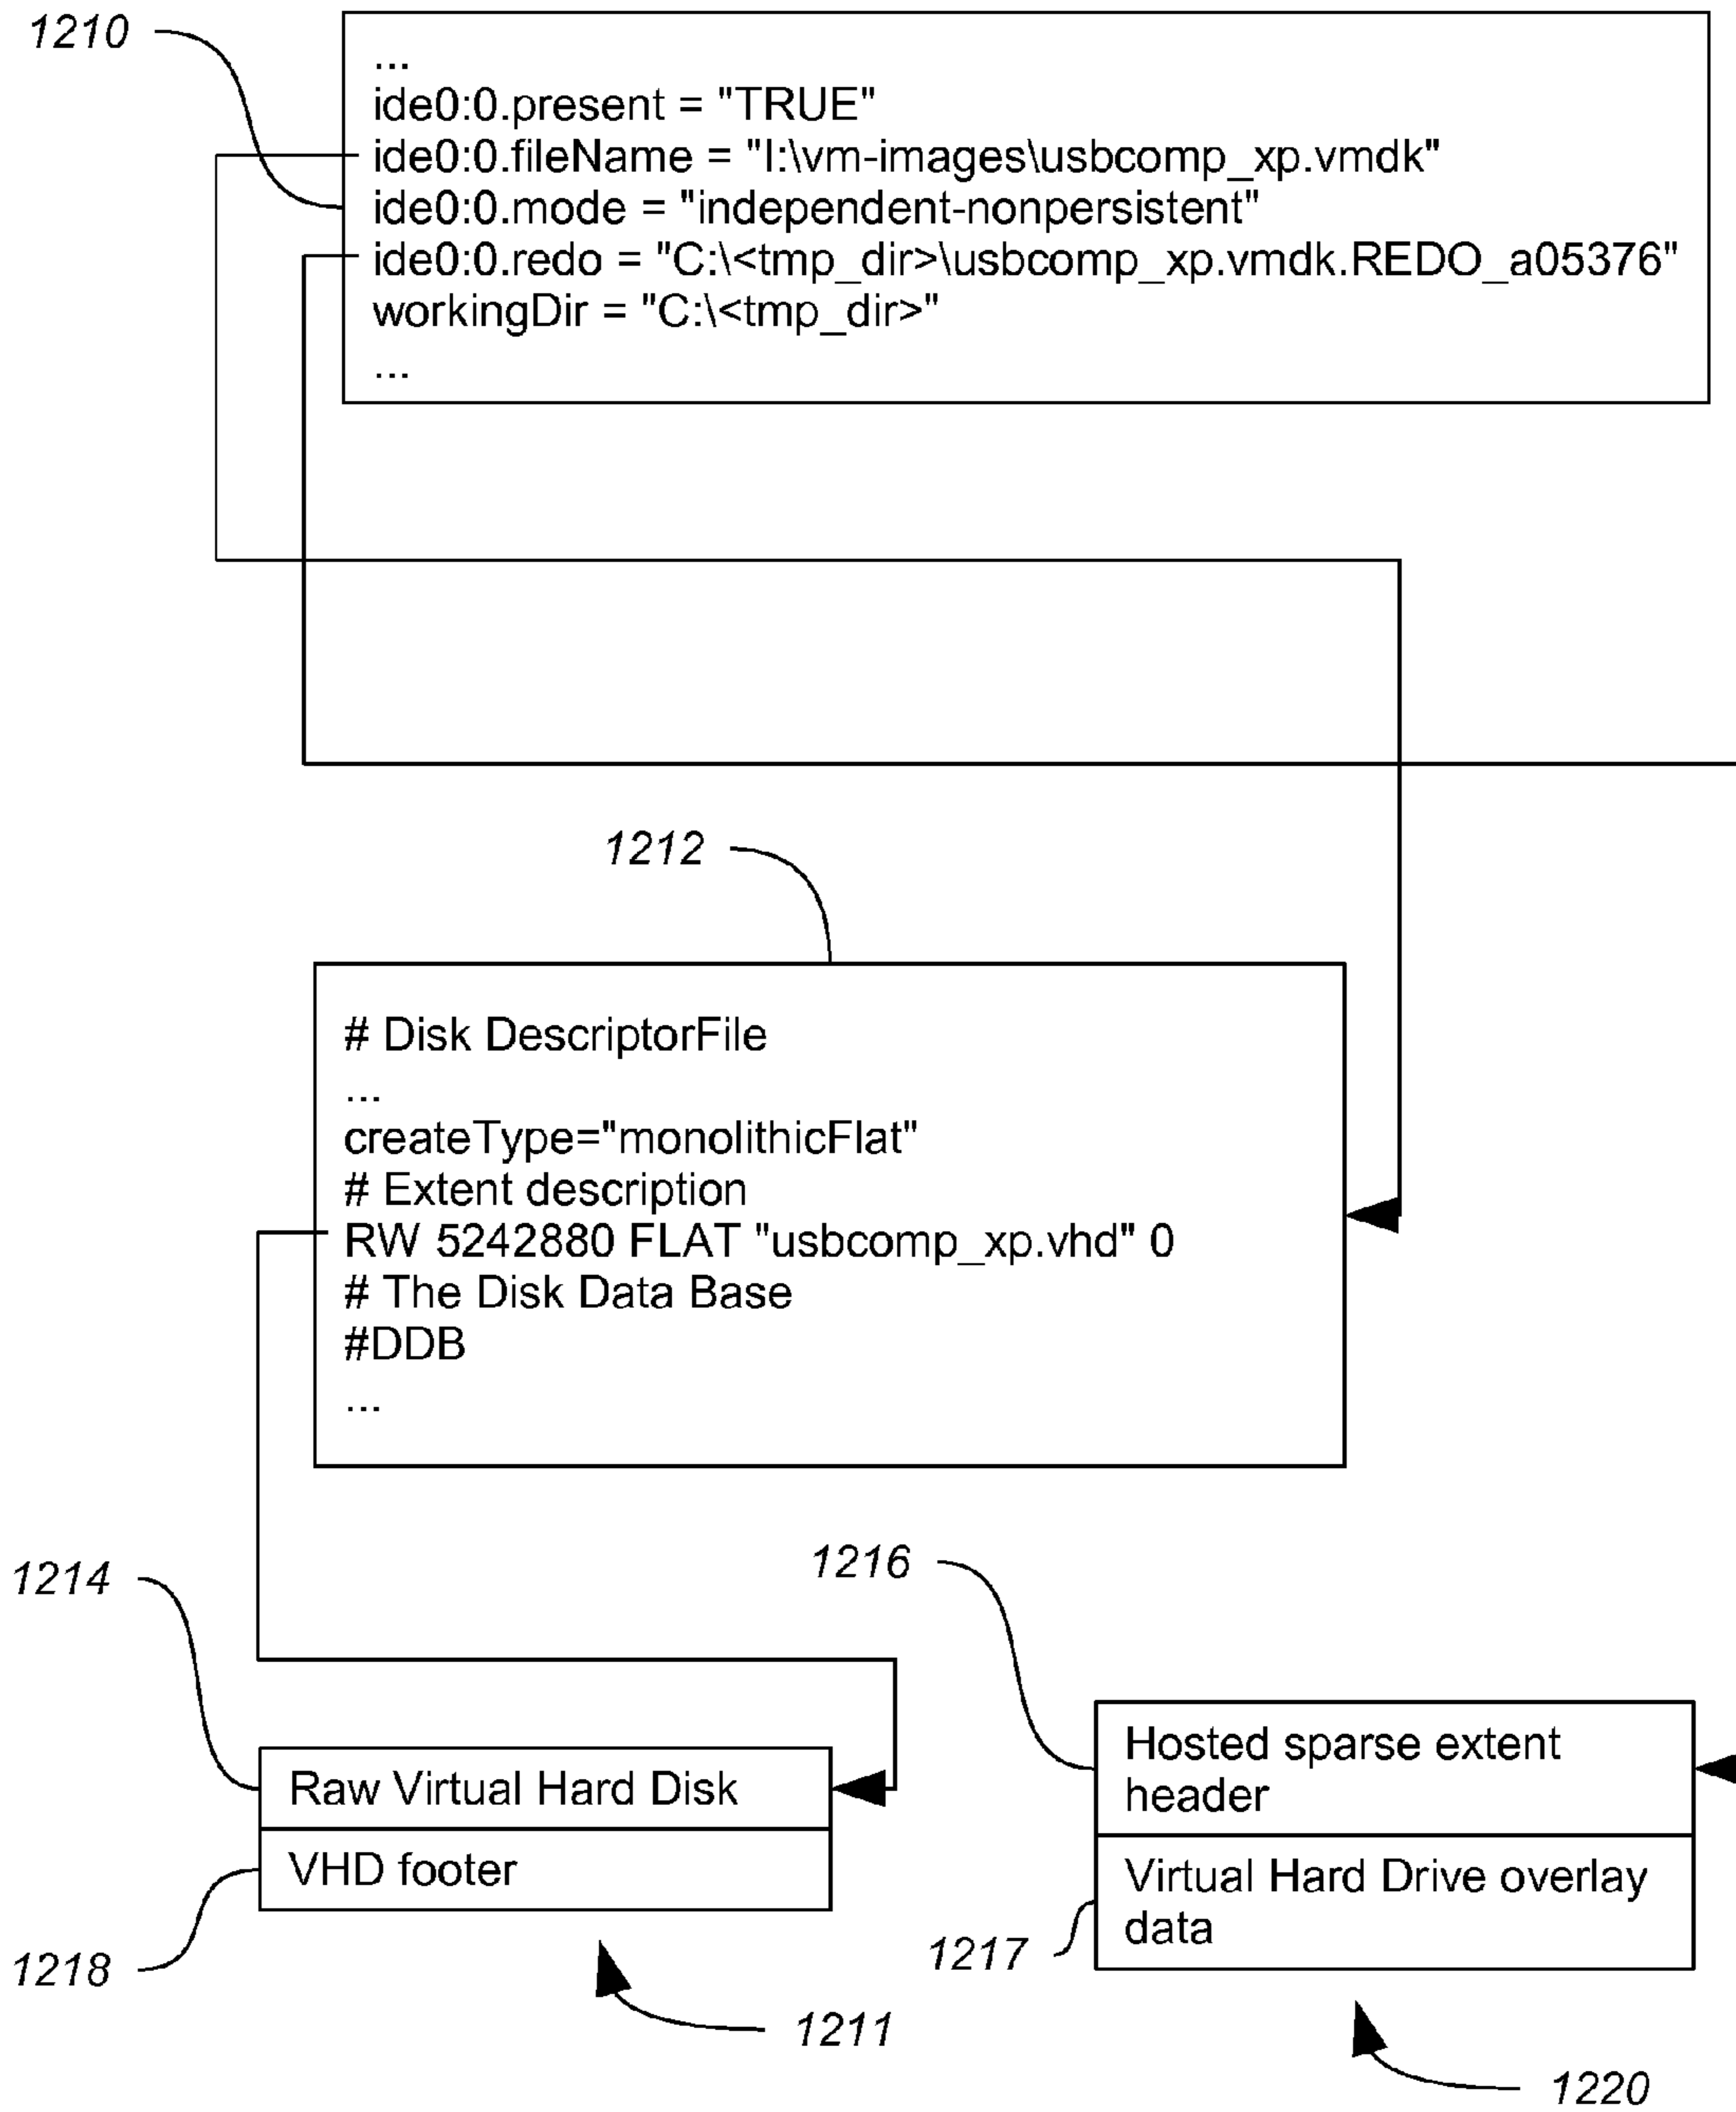 1210
...
ide0:0.present = "TRUE"
ide0:0.fileName = "I:\vm-images\usbcomp_xp.vmdk"
ide0:0.mode = "independent-nonpersistent"
ide0:0.redo = "C:\<tmp_dir>\usbcomp_xp.vmdk.REDO_a05376"
workingDir = "C:\<tmp_dir>"
...
1212
# Disk DescriptorFile
...
createType="monolithicFlat"
# Extent description
RW 5242880 FLAT "usbcomp_xp.vhd" 0
# The Disk Data Base
#DDB
...
1214
1216
Raw Virtual Hard Disk
VHD footer
1218
1211
Hosted sparse extent
header
Virtual Hard Drive overlay
data
1217
1220